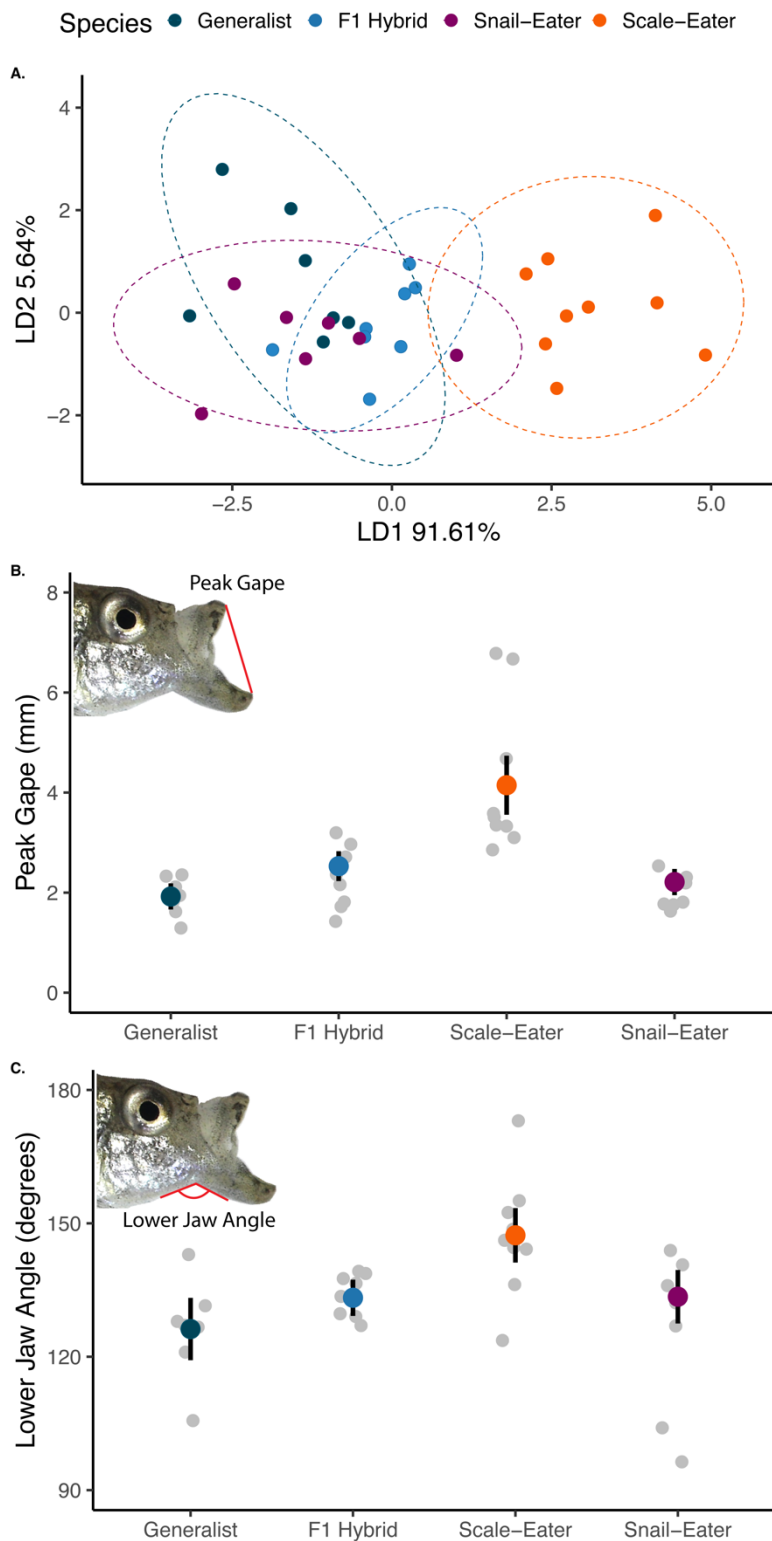 Species Generalist F1 Hybrid Snail−Eater Scale−Eater
A.
4
2
0
−2
LD2 5.64%
−2.5 0.0 2.5 5.0
LD1 91.61%
B.
Peak Gape
8
6
4
2
0
Peak Gape (mm)
Generalist F1 Hybrid Scale−Eater Snail−Eater
C.
Lower Jaw Angle
180
150
120
90
Lower Jaw Angle (degrees)
Generalist F1 Hybrid Scale−Eater Snail−Eater